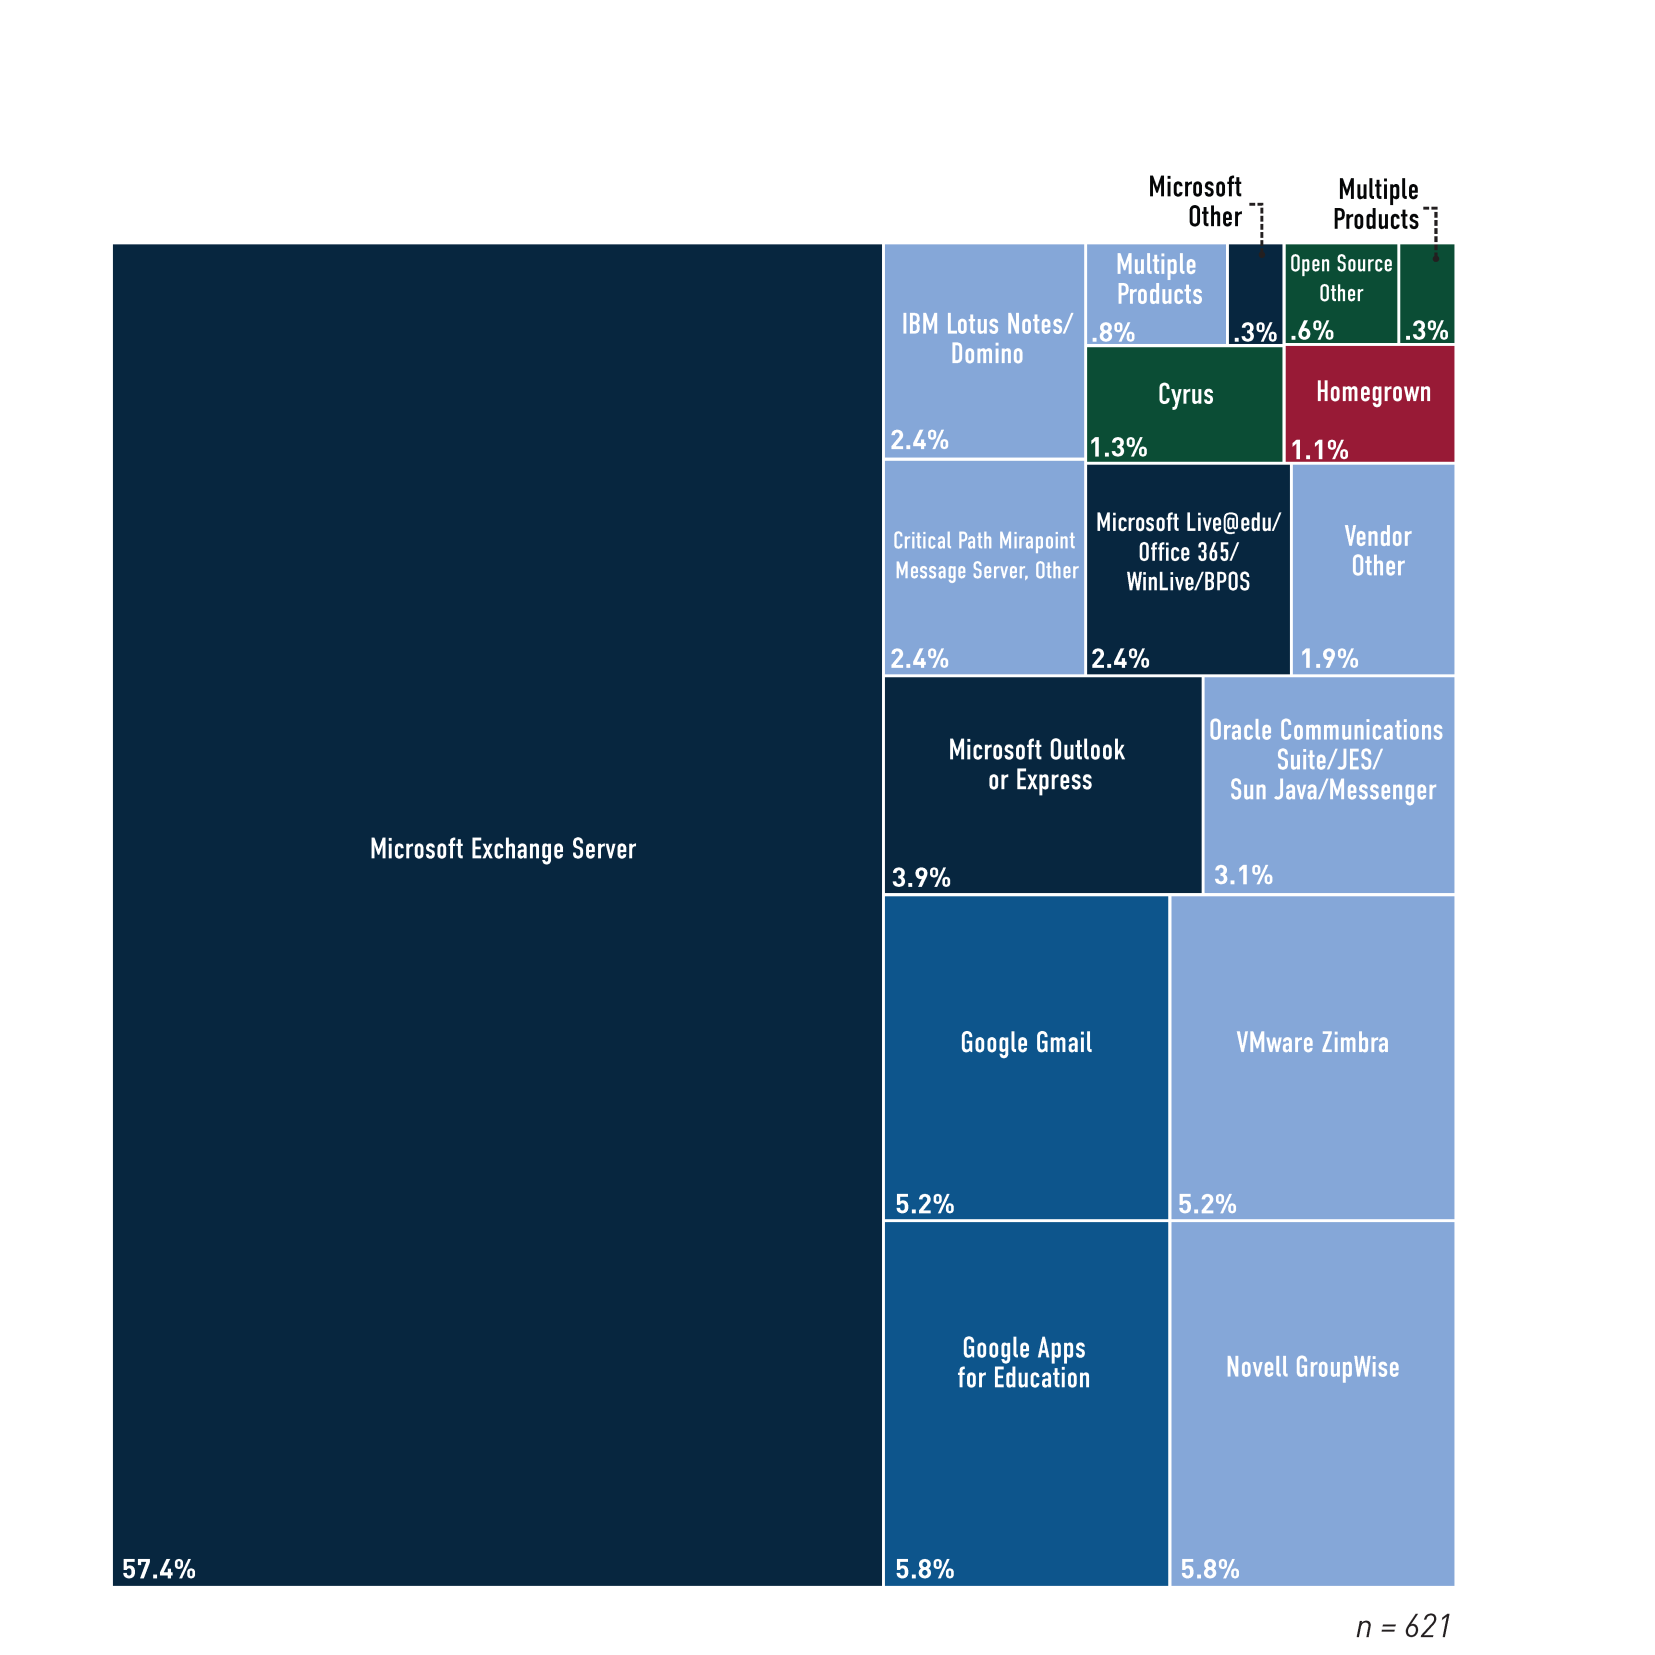 Microsoft
Other
Multiple
Products
Multiple
Products
.8%
.3%
Open Source
Other
.6%
.3%
IBM Lotus Notes/
Domino
2.4%
Cyrus
1.3%
Homegrown
1.1%
Critical Path Mirapoint
Message Server, Other
2.4%
Microsoft Live@edu/
Office 365/
WinLive/BPOS
2.4%
Vendor
Other
1.9%
Microsoft Outlook
or Express
3.9%
Oracle Communications
Suite/JES/
Sun Java/Messenger
3.1%
Microsoft Exchange Server
57.4%
Google Gmail
5.2%
VMware Zimbra
5.2%
Google Apps
for Education
5.8%
Novell GroupWise
5.8%
n = 621